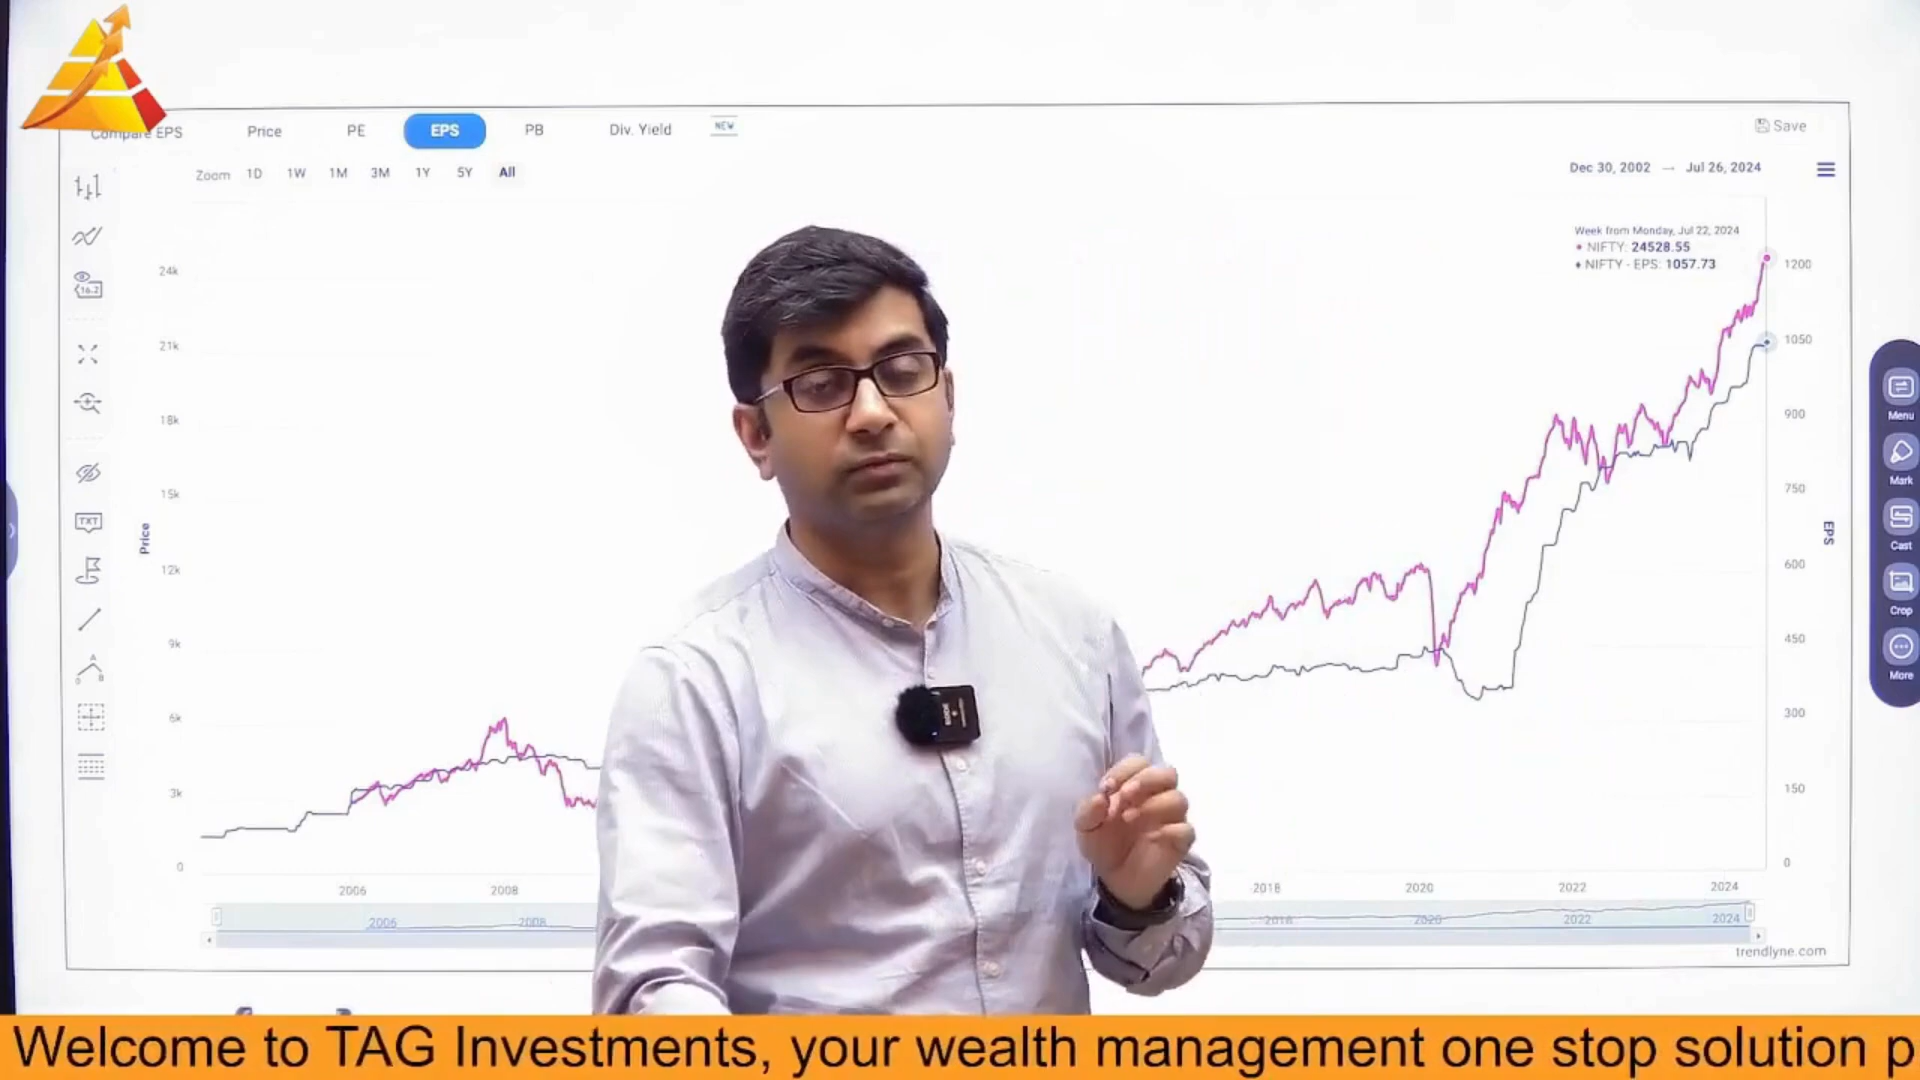 Compare EPS Price PE EPS PB Div. Yield NEW
Save
Zoom 1D 1W 1M 3M 1Y 5Y All
Dec 30, 2002 → Jul 26, 2024
Week from Monday, Jul 22, 2024
NIFTY: 24528.55
NIFTY - EPS: 1057.73
24k
21k
18k
15k
12k
9k
6k
3k
0
Price
1200
1050
900
750
600
450
300
150
0
EPS
16.2
TXT
Menu
Mark
Cast
Crop
More
RODE
2006 2008 2018 2020 2022 2024
2006 2008 2018 2020 2022 2024
trendlyne.com
Welcome to TAG Investments, your wealth management one stop solution p